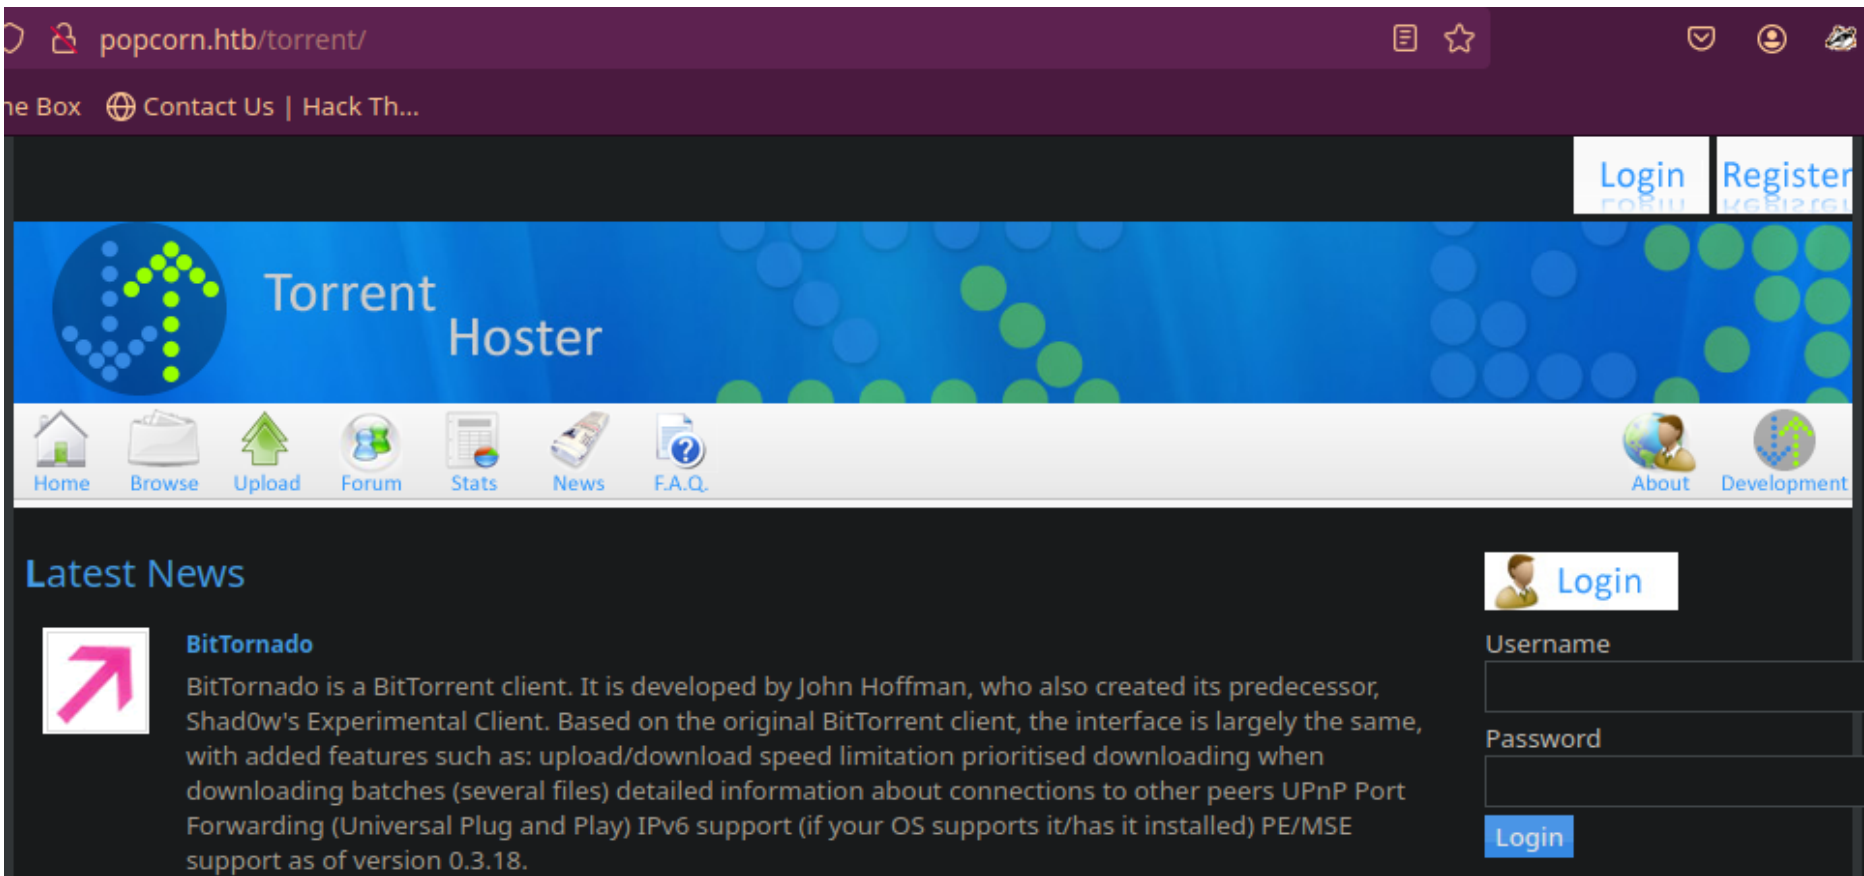 popcorn.htb/torrent/
ne Box Contact Us | Hack Th...
Login Register
Torrent
Hoster
Home Browse Upload Forum Stats News F.A.Q. About Development
Latest News
Login
BitTornado
Username
BitTornado is a BitTorrent client. It is developed by John Hoffman, who also created its predecessor,
Shad0w's Experimental Client. Based on the original BitTorrent client, the interface is largely the same,
with added features such as: upload/download speed limitation prioritised downloading when
downloading batches (several files) detailed information about connections to other peers UPnP Port
Forwarding (Universal Plug and Play) IPv6 support (if your OS supports it/has it installed) PE/MSE
support as of version 0.3.18.
Password
Login